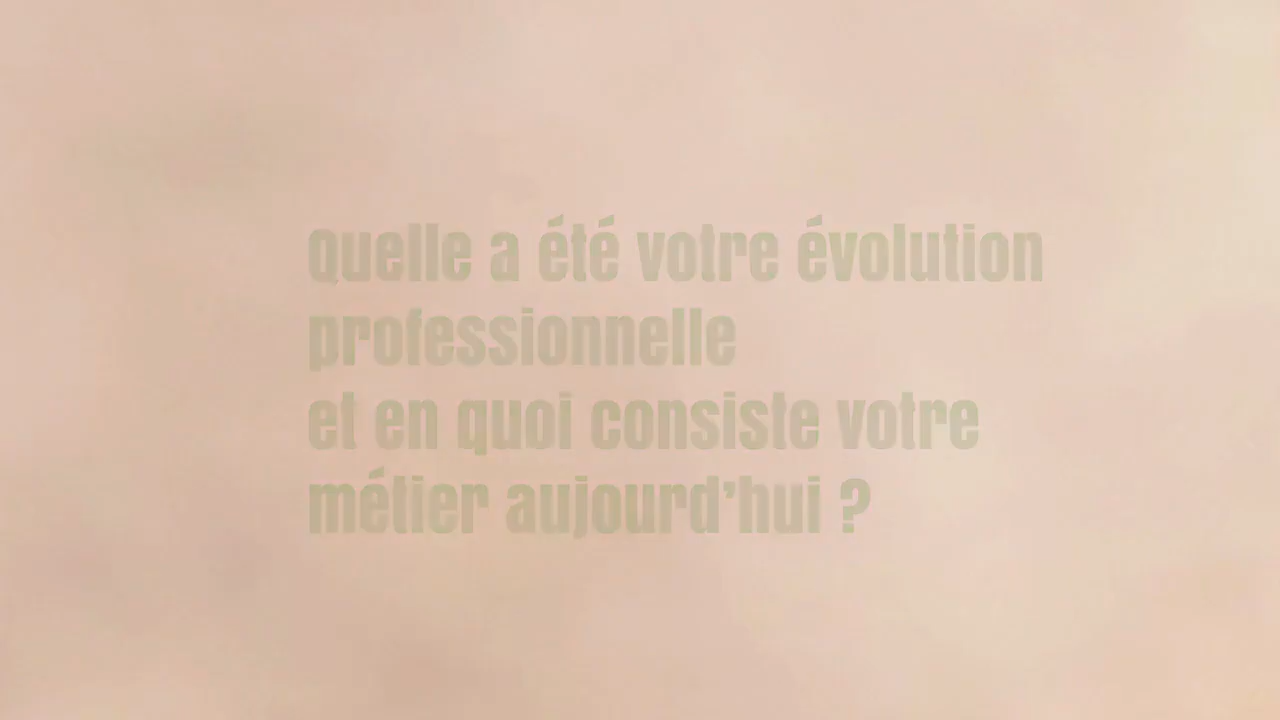 Quelle a été votre évolution
professionnelle
et en quoi consiste votre
métier aujourd’hui ?